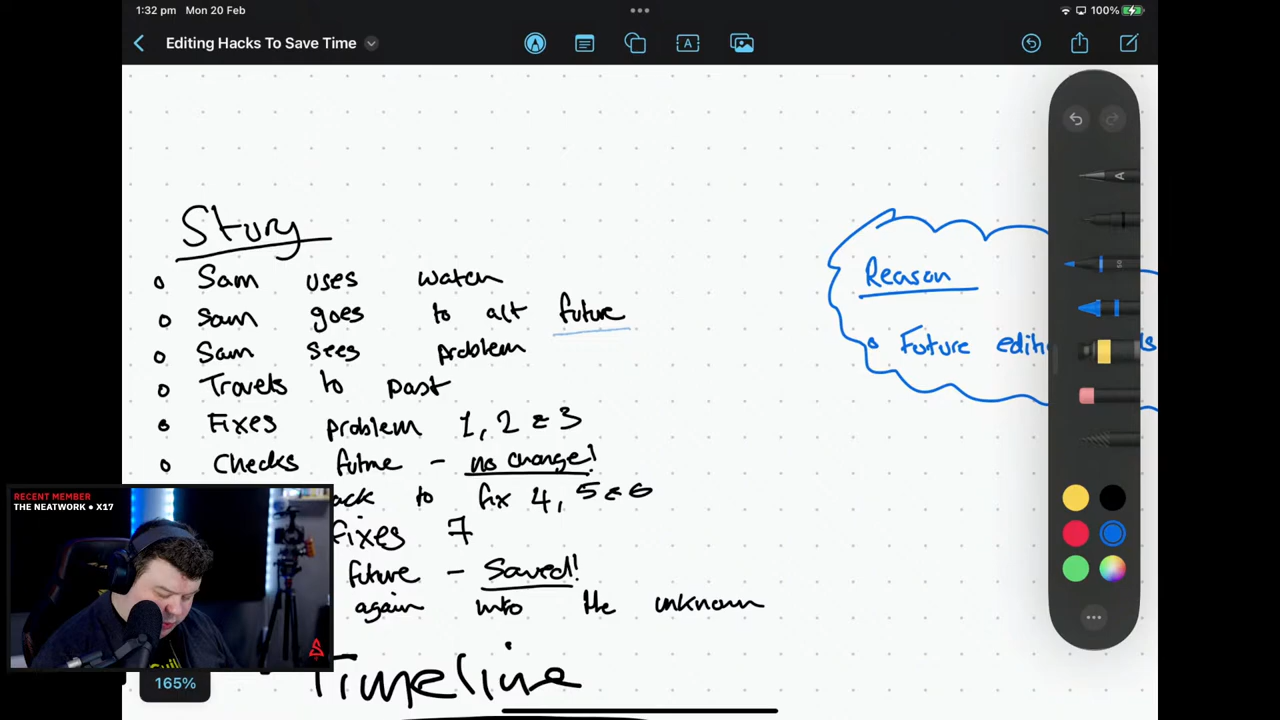 1:32 pm Mon 20 Feb
100%
Editing Hacks To Save Time
A
Story
Sam uses watch
Sam goes to alt future
Sam sees problem
Travels to past
Fixes problem 1, 2 & 3
Checks future - no change!
to fix 4, 5 & 6
fixes 7
future - Saved!
again into the unknown
Timeline
Reason
Future
A
50
RECENT MEMBER
THE NEATWORK • X17
165%